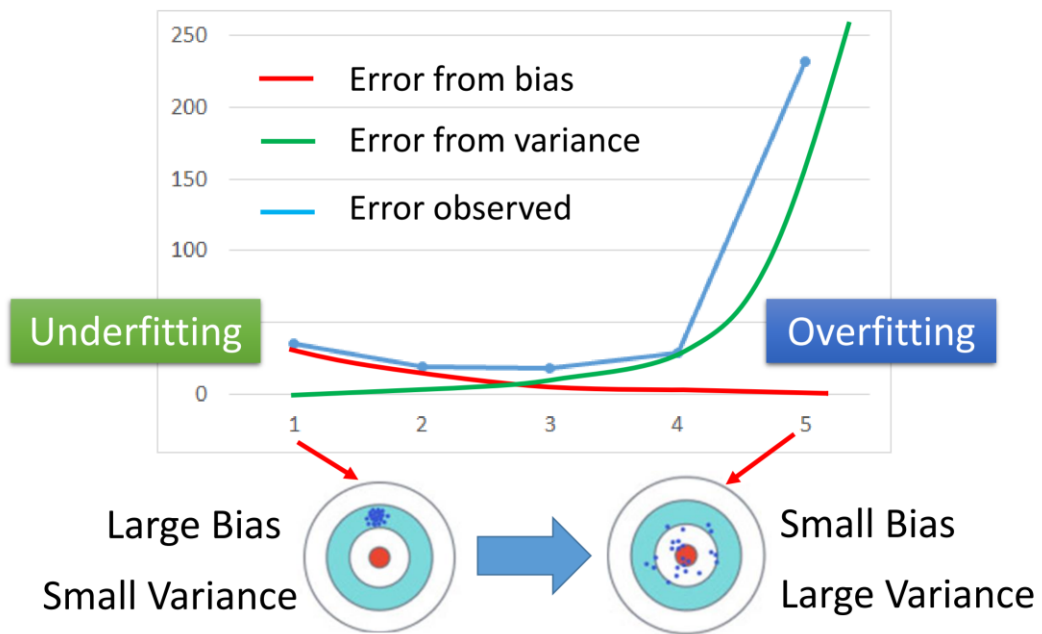 250
Error from bias
200
Error from variance
150
Error observed
100
Underfitting
Overfitting
0
1 2 3 4 5
Large Bias
Small Bias
Small Variance
Large Variance